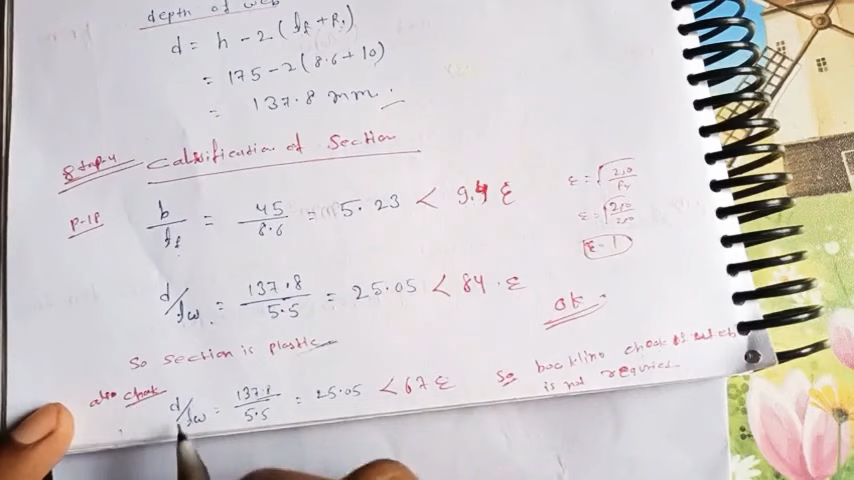 depth of web
d = h - 2 (tf + R1)
= 175 - 2 (8.6 + 10)
= 137.8 mm.
Step-4 Calsification of Section
P-18 b/tf = 45/8.6 = 5.23 < 9.4 ε
ε = √250/fy
ε = √250/250
ε = 1
d/tw = 137.8/5.5 = 25.05 < 84 . ε
ok
So section is plastic
also check d/tw = 137.8/5.5 = 25.05 < 67 ε So buckling check of web
is not required